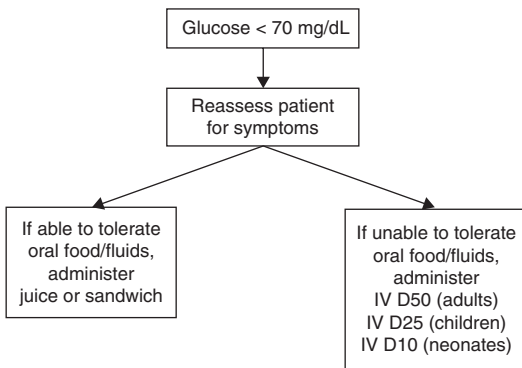 Glucose < 70 mg/dL
Reassess patient
for symptoms
If able to tolerate
oral food/fluids,
administer
juice or sandwich
If unable to tolerate
oral food/fluids,
administer
IV D50 (adults)
IV D25 (children)
IV D10 (neonates)